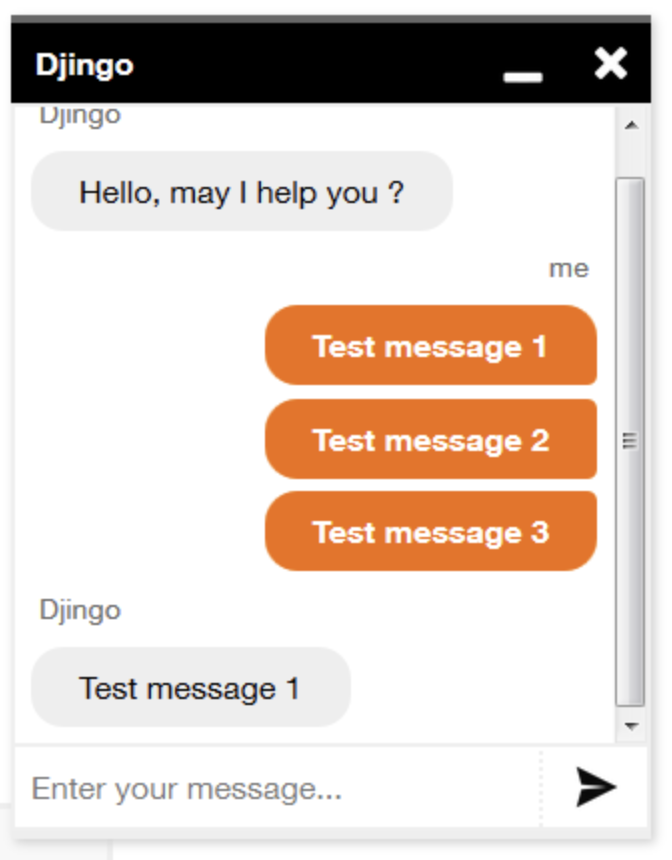 Djingo
Djingo
Hello, may I help you ?
me
Test message 1
Test message 2
Test message 3
Djingo
Test message 1
Enter your message...